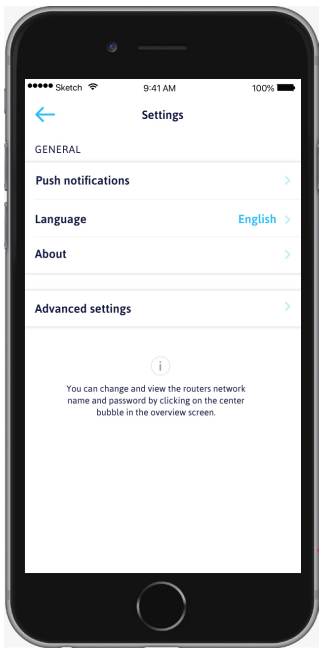 Sketch 9:41 AM 100%
Settings
GENERAL
Push notifications
Language English
About
Advanced settings
You can change and view the routers network
name and password by clicking on the center
bubble in the overview screen.